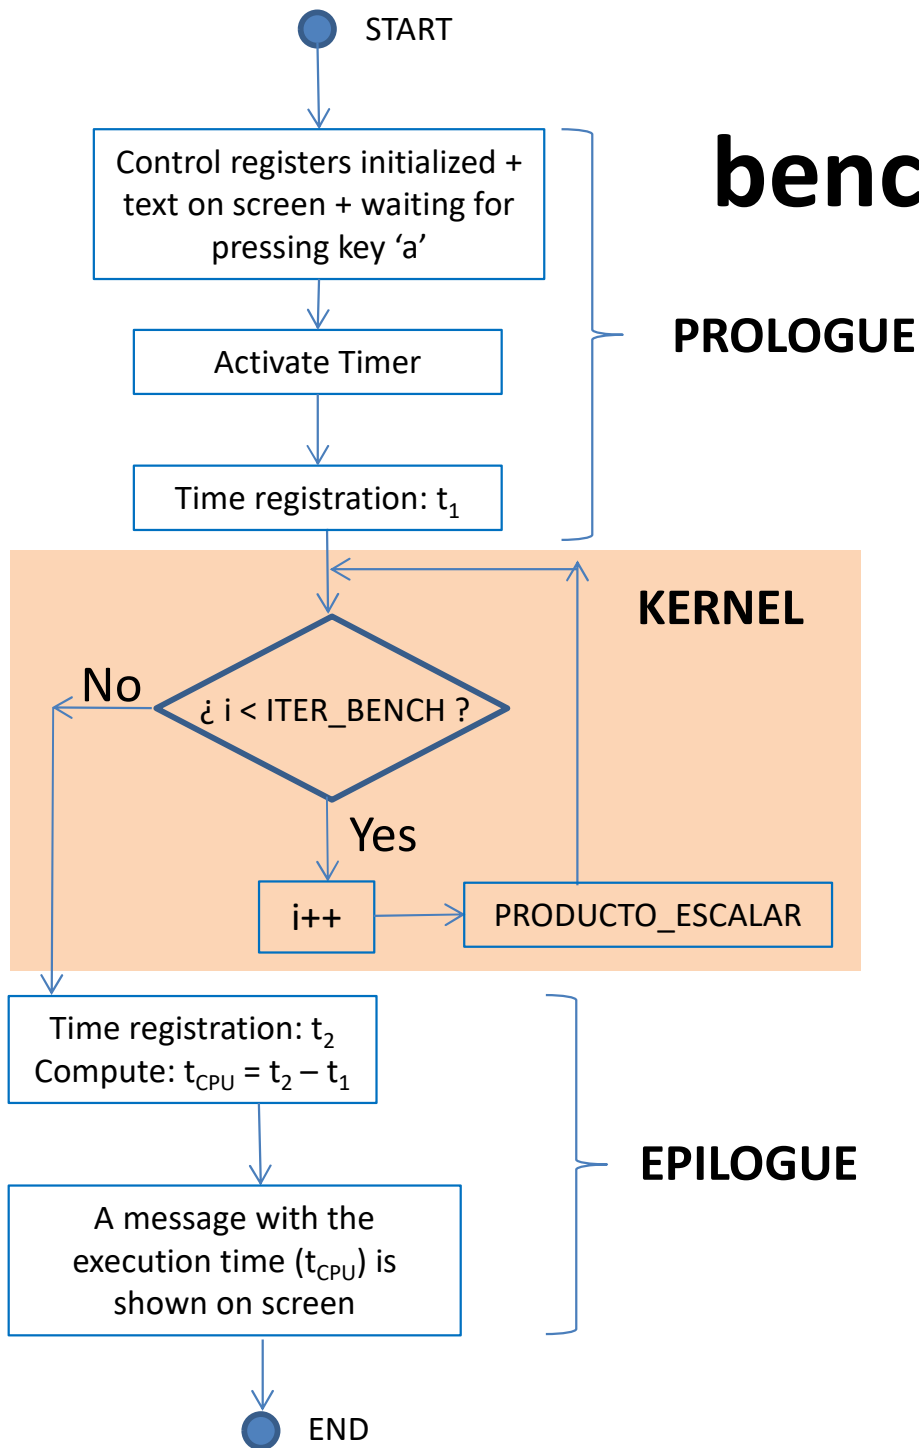 START
benc
Control registers initialized +
text on screen + waiting for
pressing key ‘a’
PROLOGUE
Activate Timer
Time registration: t₁
KERNEL
No
¿ i < ITER_BENCH ?
Yes
i++
PRODUCTO_ESCALAR
Time registration: t₂
Compute: t_CPU = t₂ – t₁
EPILOGUE
A message with the
execution time (t_CPU) is
shown on screen
END